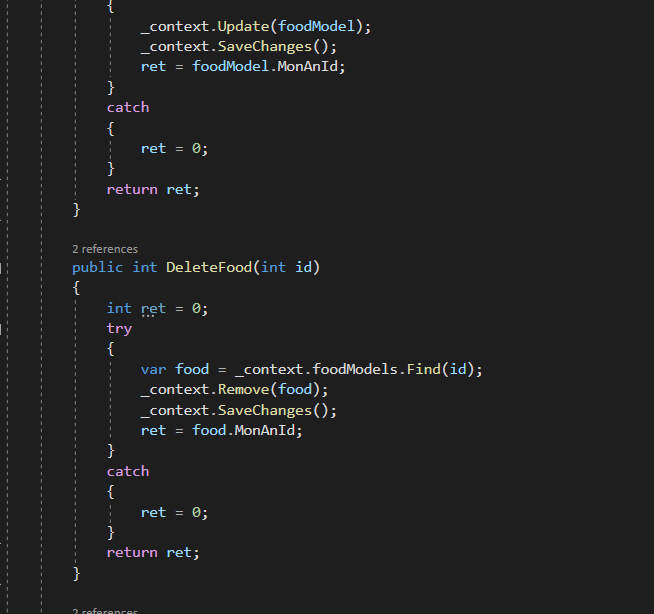 {
_context.Update(foodModel);
_context.SaveChanges();
ret = foodModel.MonAnId;
}
catch
{
ret = 0;
}
return ret;
}
2 references
public int DeleteFood(int id)
{
int ret = 0;
try
{
var food = _context.foodModels.Find(id);
_context.Remove(food);
_context.SaveChanges();
ret = food.MonAnId;
}
catch
{
ret = 0;
}
return ret;
}
2 references